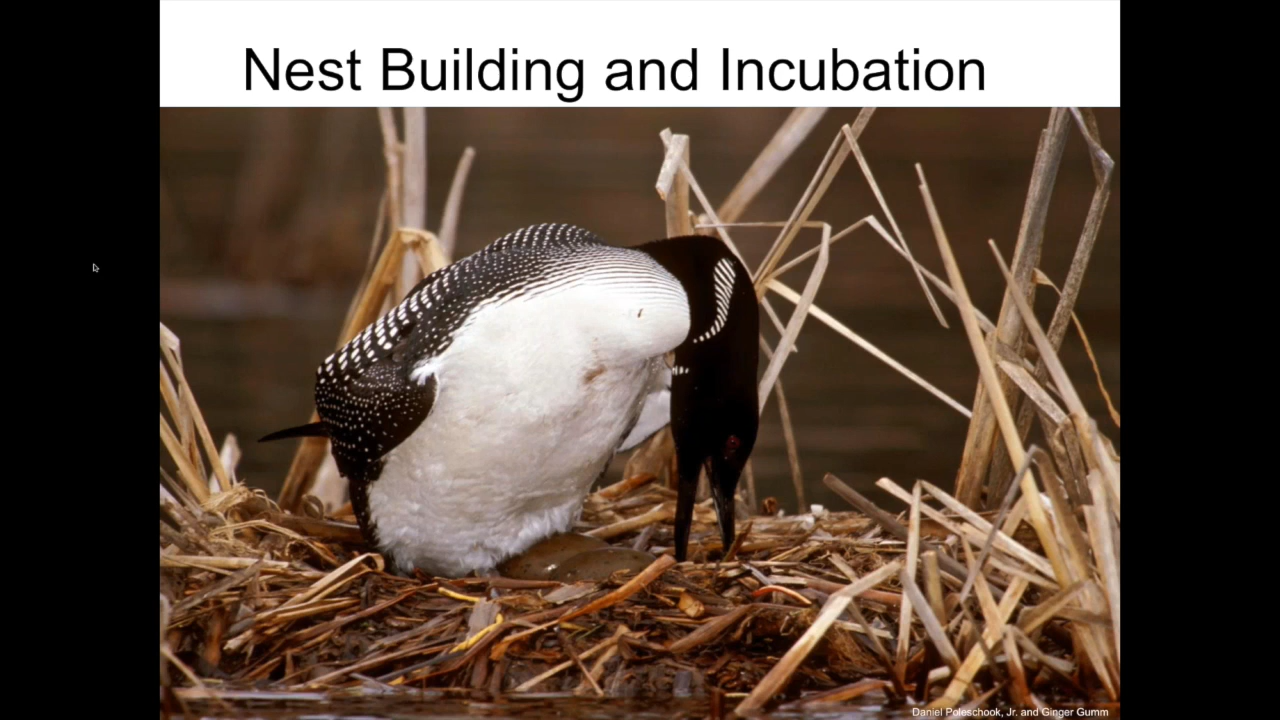 Nest Building and Incubation
Daniel Poleschook, Jr. and Ginger Gumm